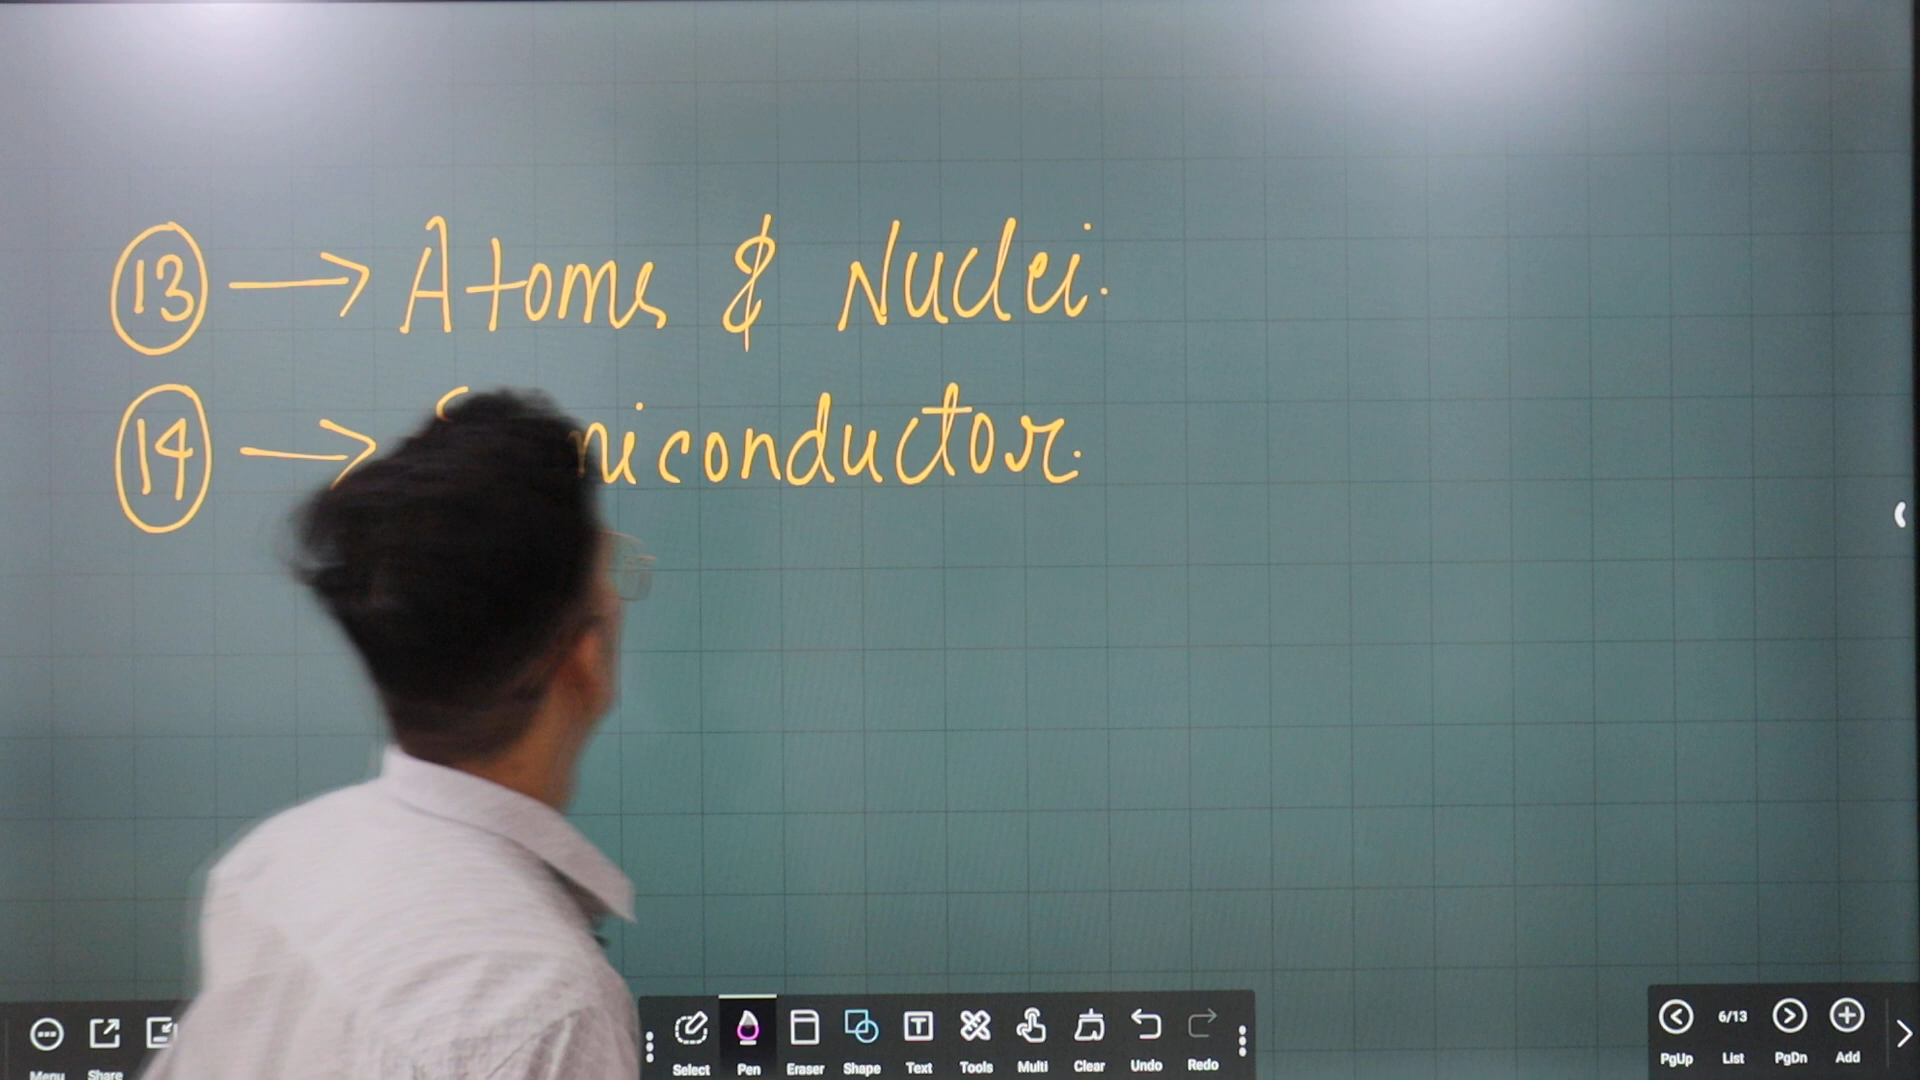 13 → Atoms & Nuclei.
14 →
Menu Share Select Pen Eraser Shape Text Tools Multi Clear Undo Redo
6/13
PgUp List PgDn Add